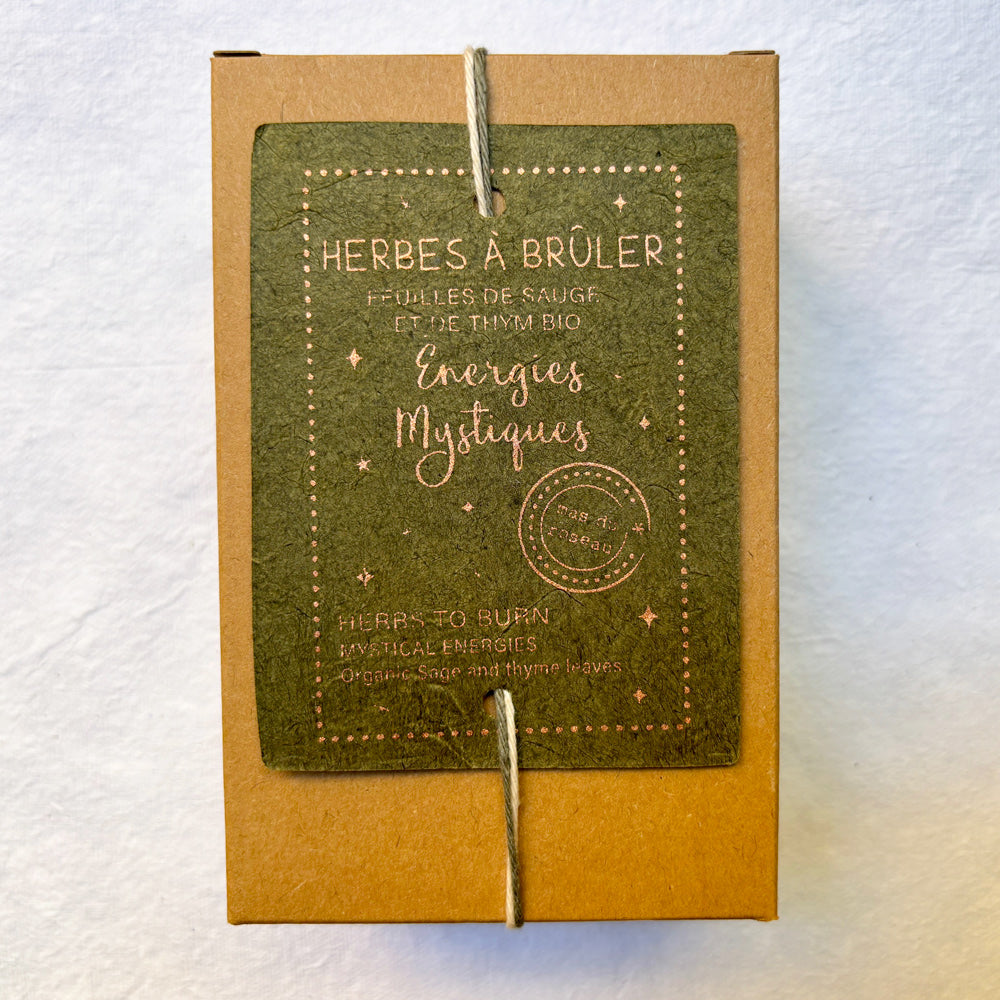 HERBES À BRÛLER
FEUILLES DE SAUGE
ET DE THYM BIO
Energies
Mystiques
mas du
roseau
HERBS TO BURN
MYSTICAL ENERGIES
Organic Sage and thyme leaves